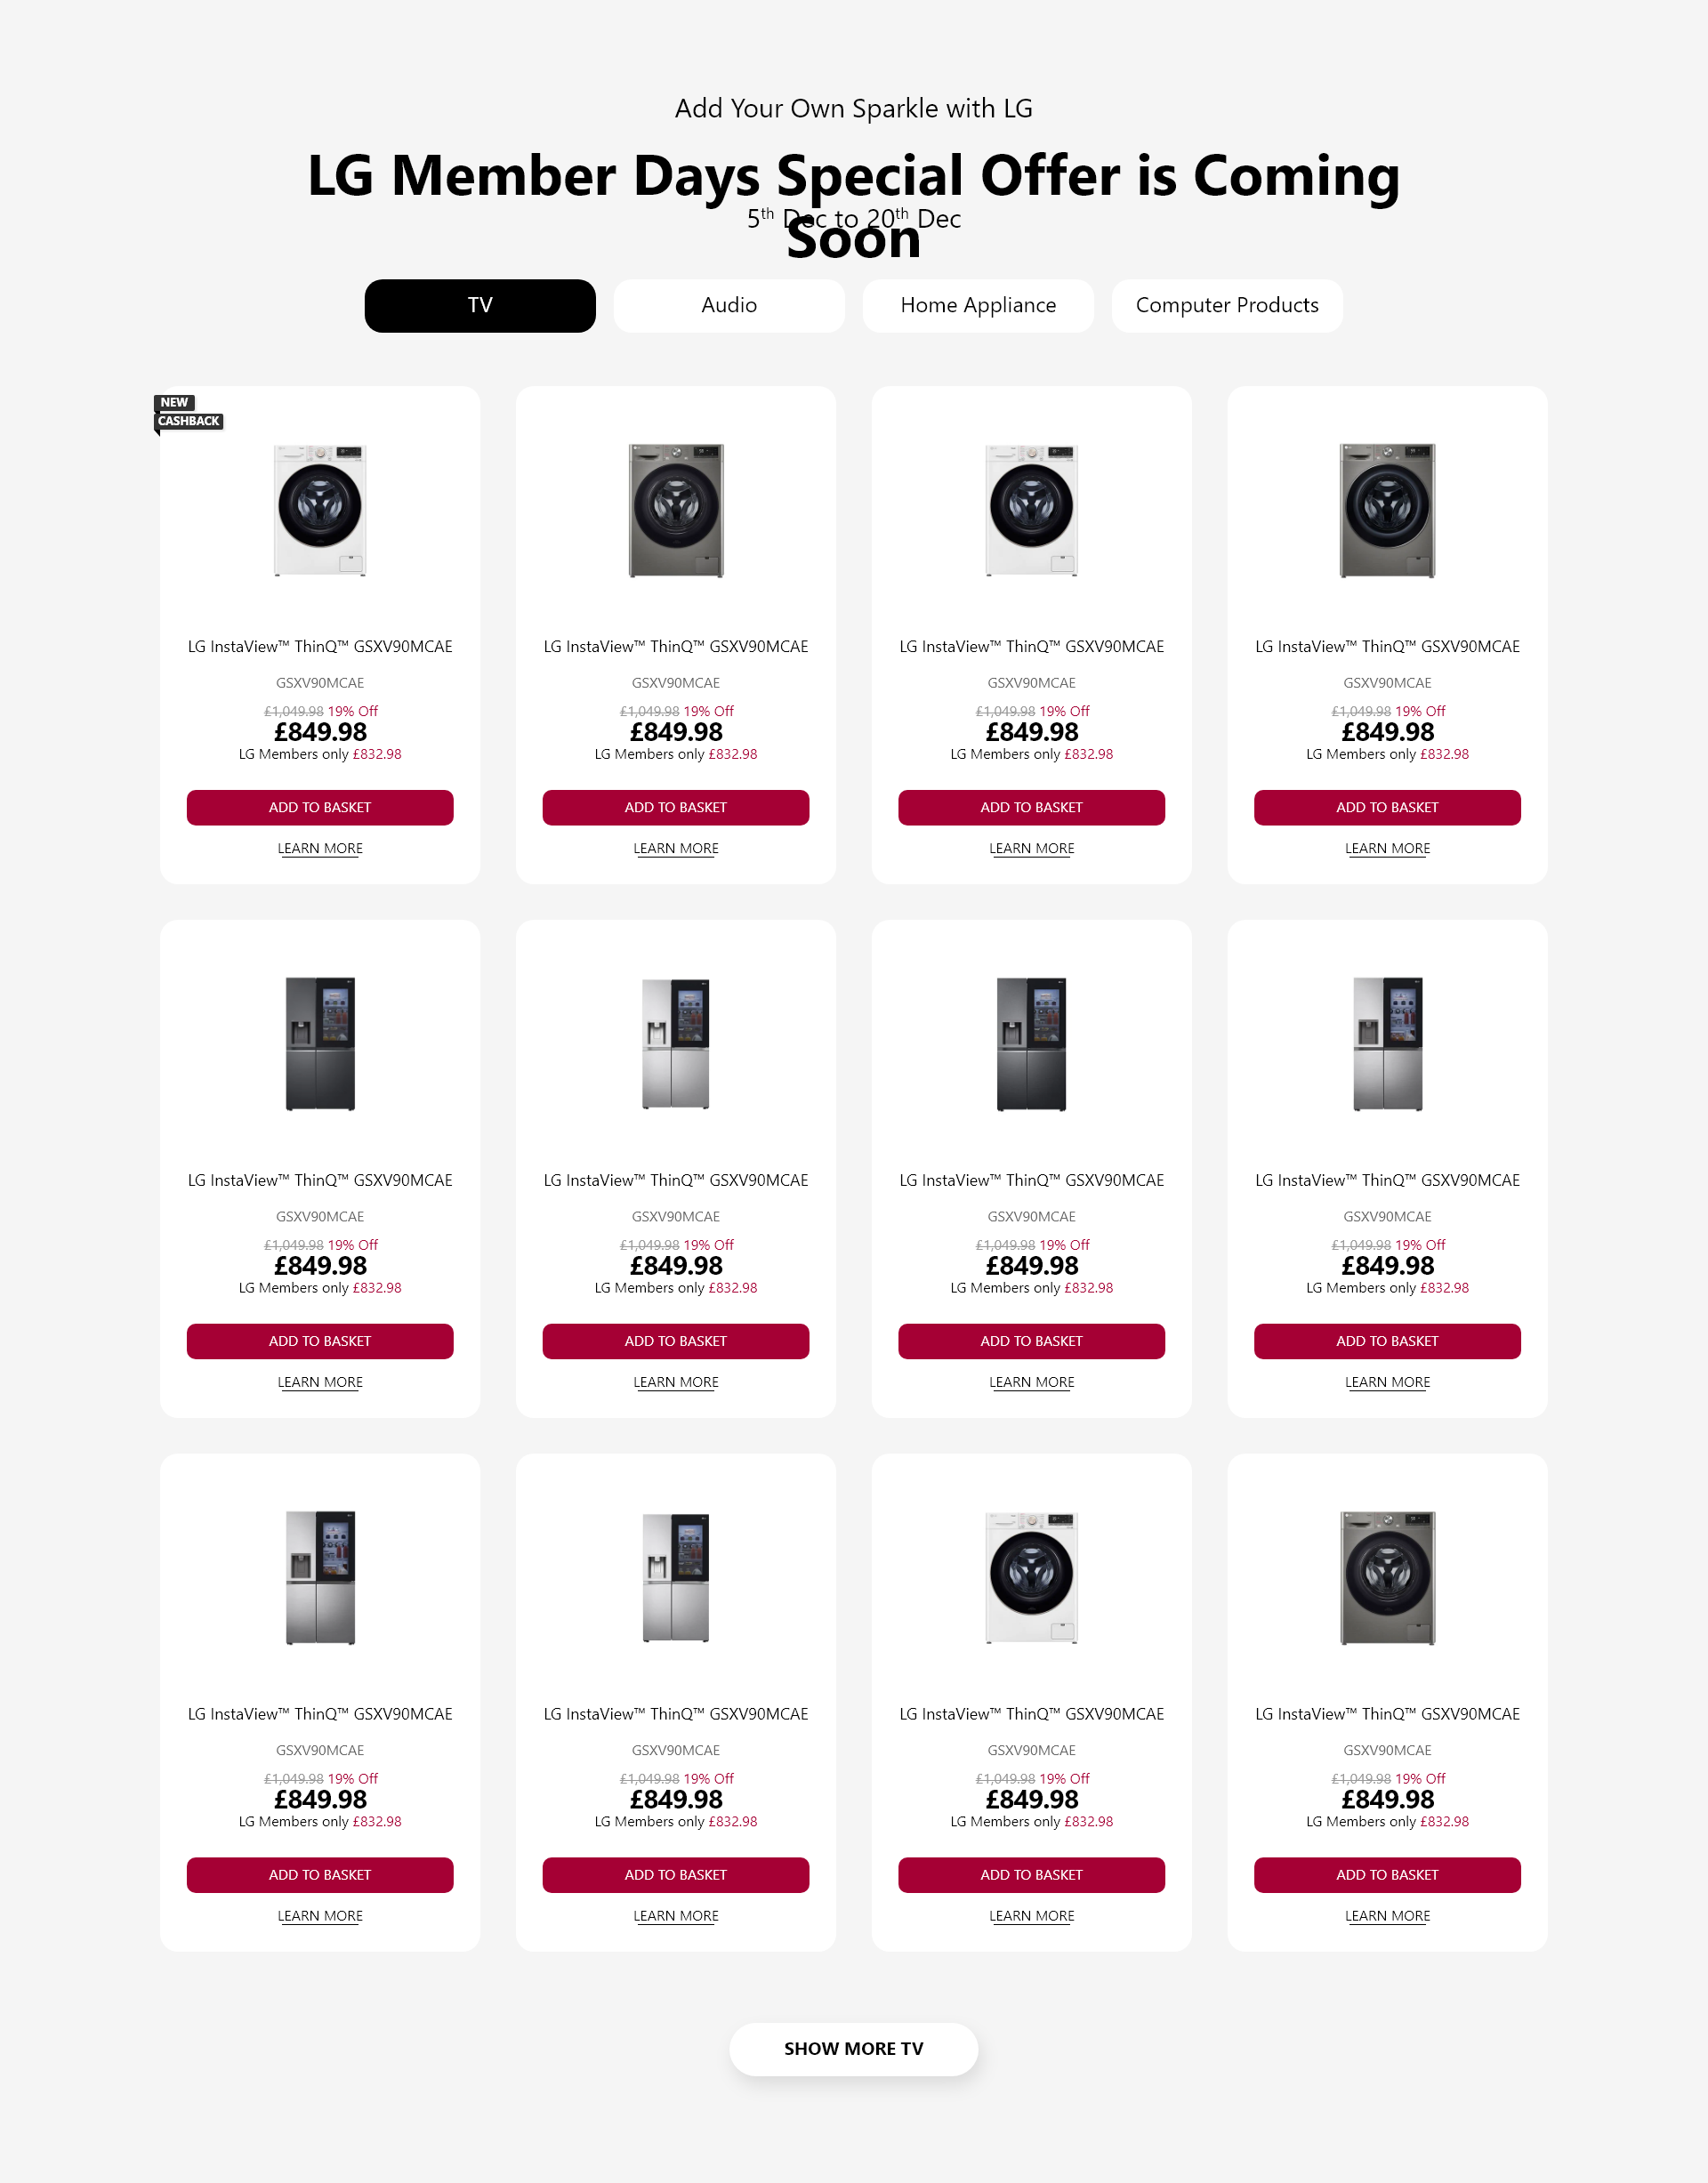 Add Your Own Sparkle with LG
LG Member Days Special Offer is Coming
Soon
5th Dec to 20th Dec
TV Audio Home Appliance Computer Products
NEW
CASHBACK
LG InstaView™ ThinQ™ GSXV90MCAE LG InstaView™ ThinQ™ GSXV90MCAE LG InstaView™ ThinQ™ GSXV90MCAE LG InstaView™ ThinQ™ GSXV90MCAE
GSXV90MCAE GSXV90MCAE GSXV90MCAE GSXV90MCAE
£1,049.98 19% Off £1,049.98 19% Off £1,049.98 19% Off £1,049.98 19% Off
£849.98 £849.98 £849.98 £849.98
LG Members only £832.98 LG Members only £832.98 LG Members only £832.98 LG Members only £832.98
ADD TO BASKET ADD TO BASKET ADD TO BASKET ADD TO BASKET
LEARN MORE LEARN MORE LEARN MORE LEARN MORE
LG InstaView™ ThinQ™ GSXV90MCAE LG InstaView™ ThinQ™ GSXV90MCAE LG InstaView™ ThinQ™ GSXV90MCAE LG InstaView™ ThinQ™ GSXV90MCAE
GSXV90MCAE GSXV90MCAE GSXV90MCAE GSXV90MCAE
£1,049.98 19% Off £1,049.98 19% Off £1,049.98 19% Off £1,049.98 19% Off
£849.98 £849.98 £849.98 £849.98
LG Members only £832.98 LG Members only £832.98 LG Members only £832.98 LG Members only £832.98
ADD TO BASKET ADD TO BASKET ADD TO BASKET ADD TO BASKET
LEARN MORE LEARN MORE LEARN MORE LEARN MORE
LG InstaView™ ThinQ™ GSXV90MCAE LG InstaView™ ThinQ™ GSXV90MCAE LG InstaView™ ThinQ™ GSXV90MCAE LG InstaView™ ThinQ™ GSXV90MCAE
GSXV90MCAE GSXV90MCAE GSXV90MCAE GSXV90MCAE
£1,049.98 19% Off £1,049.98 19% Off £1,049.98 19% Off £1,049.98 19% Off
£849.98 £849.98 £849.98 £849.98
LG Members only £832.98 LG Members only £832.98 LG Members only £832.98 LG Members only £832.98
ADD TO BASKET ADD TO BASKET ADD TO BASKET ADD TO BASKET
LEARN MORE LEARN MORE LEARN MORE LEARN MORE
SHOW MORE TV